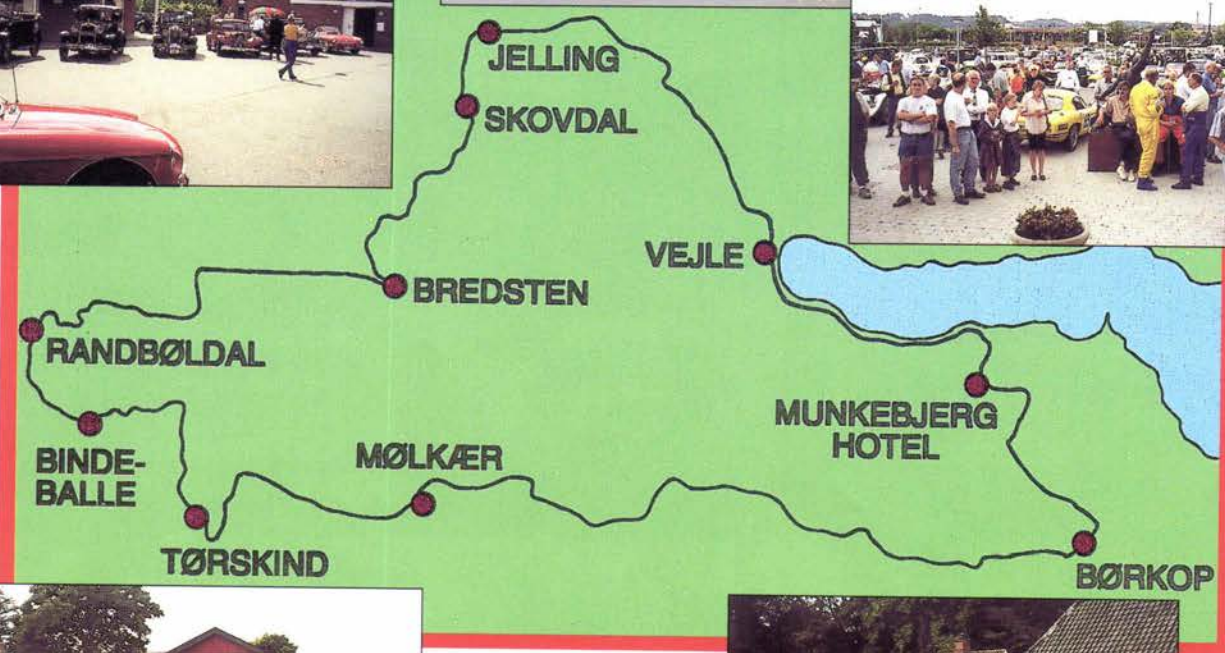 JELLING
SKOVDAL
VEJLE
BREDSTEN
RANDBØLDAL
MUNKEBJERG
HOTEL
BINDE-
BALLE
MØLKÆR
TØRSKIND
BØRKOP